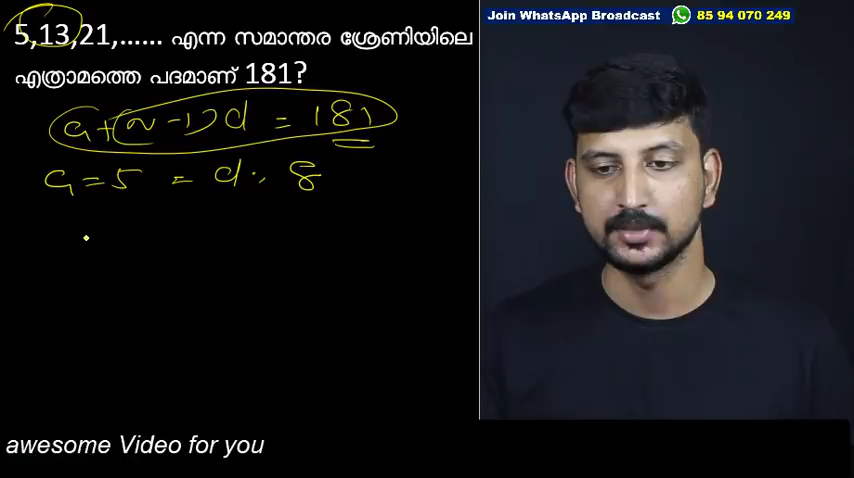 5,13,21,...... എന്ന സമാന്തര ശ്രേണിയിലെ
എത്രാമത്തെ പദമാണ് 181?
a+(n-1)d = 181
a = 5 = d: 8
Join WhatsApp Broadcast 85 94 070 249
awesome Video for you